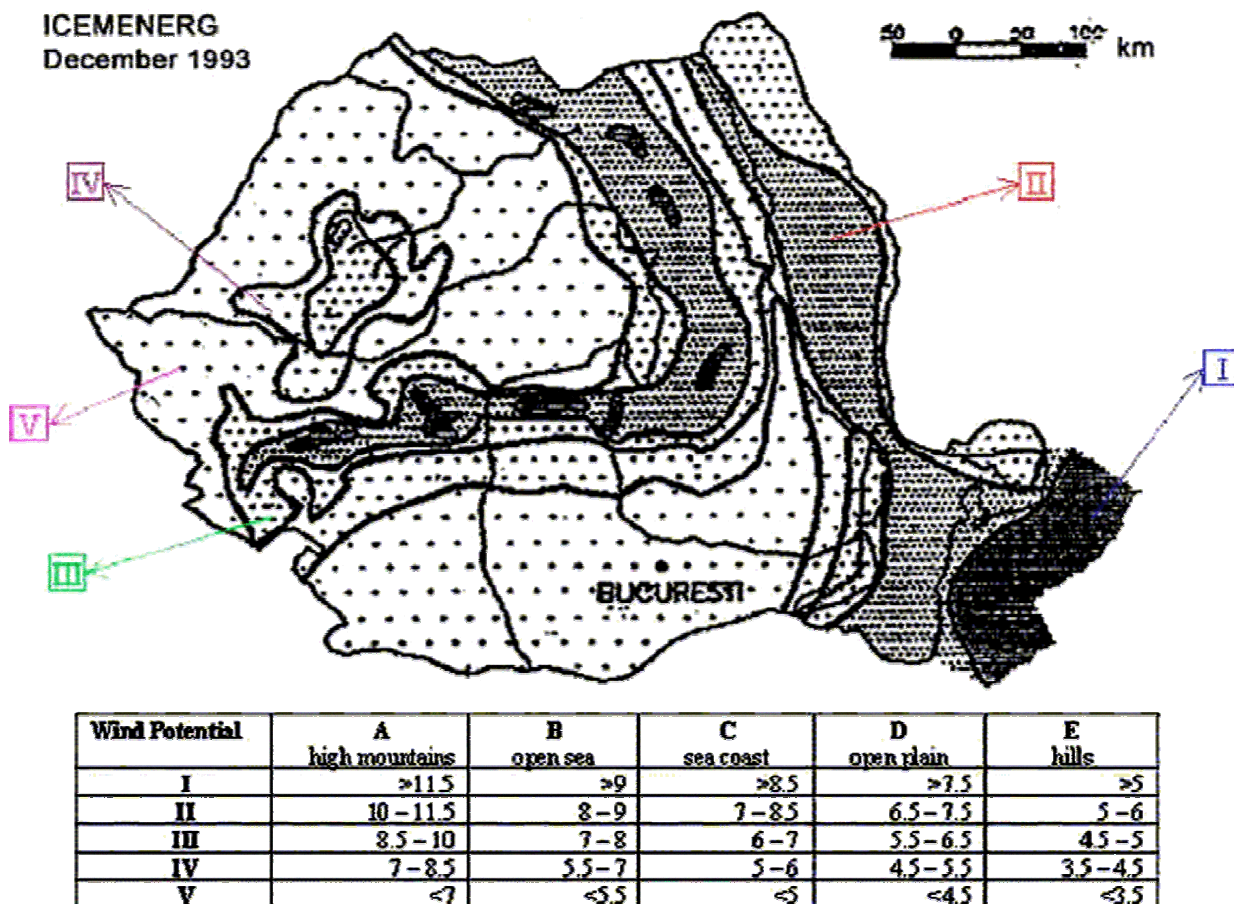 ICEMENERG
December 1993
50 0 50 100 km
IV
II
I
V
III
BUCURESTI
Wind Potential A high mountains B open sea C sea coast D open plain E hills
I >11.5 >9 >8.5 >7.5 >5
II 10 – 11.5 8 – 9 7 – 8.5 6.5 – 7.5 5 – 6
III 8.5 – 10 7 – 8 6 – 7 5.5 – 6.5 4.5 – 5
IV 7 – 8.5 5.5 – 7 5 – 6 4.5 – 5.5 3.5 – 4.5
V <7 <5.5 <5 <4.5 <3.5